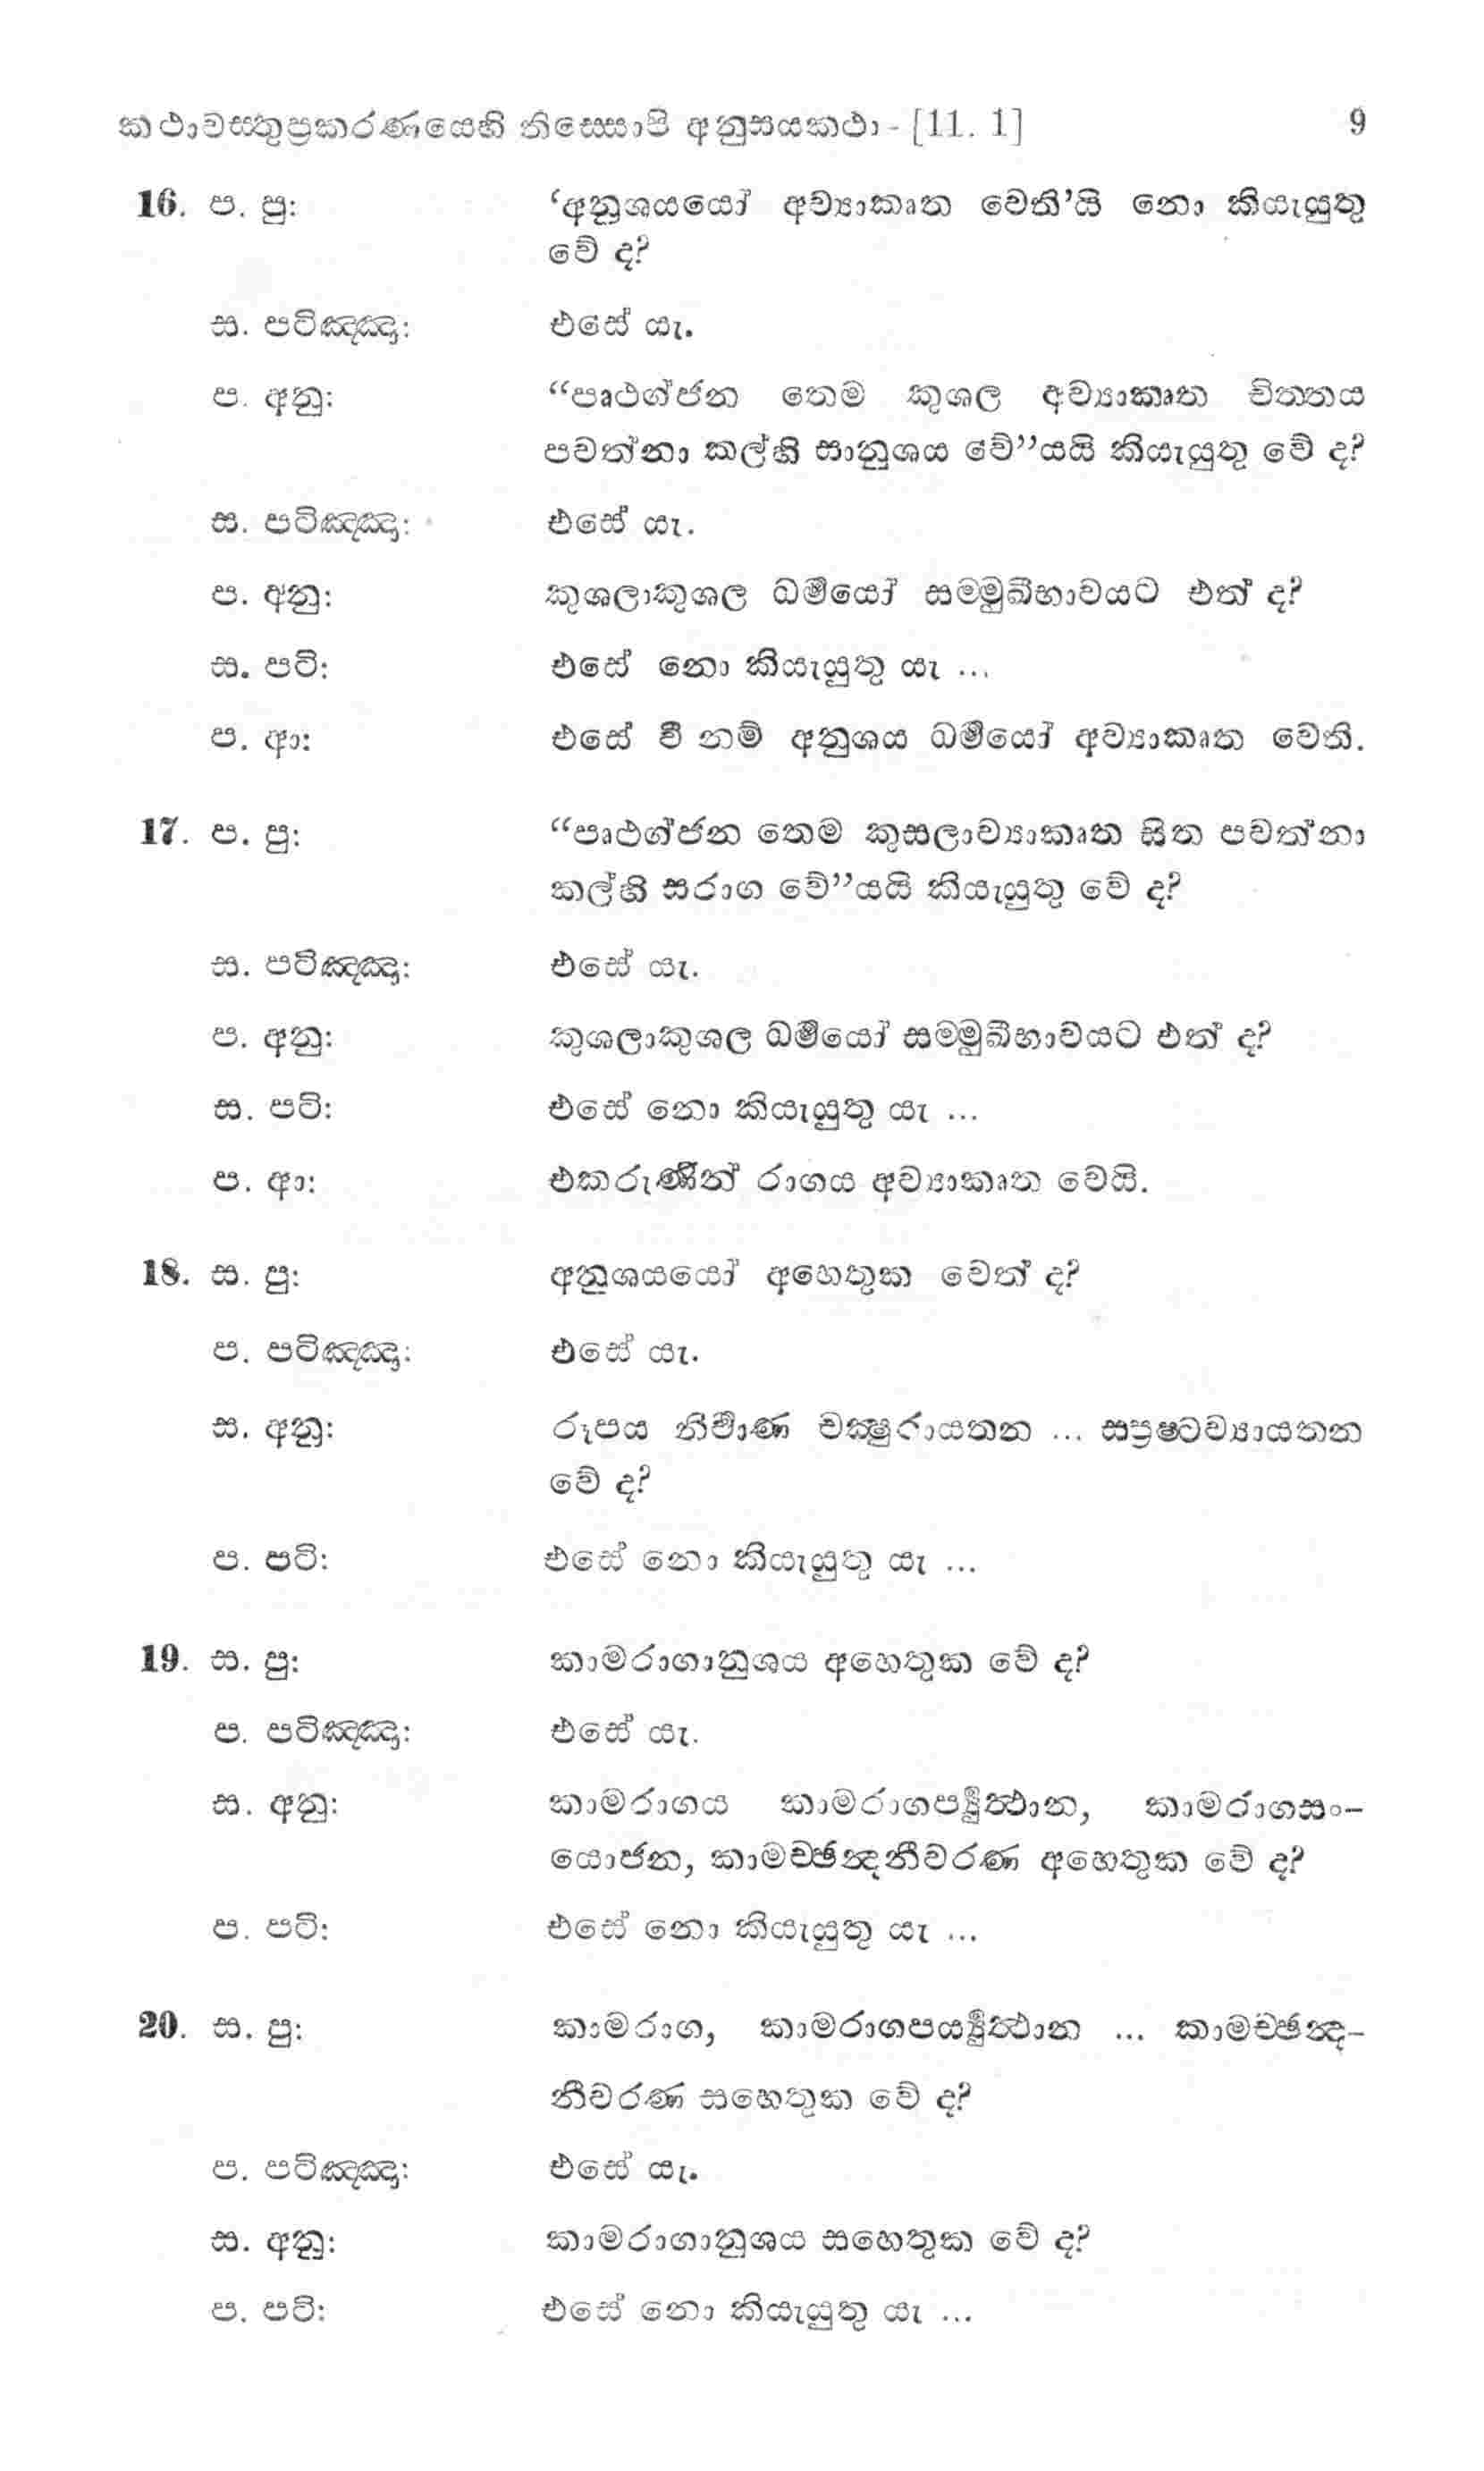 කථාවස්තුප්‍රකරණයෙහි තිස්සොපි අනුසයකථා - [11. 1] 9
16. ප. පු: ‘අනුශයයෝ අව්‍යාකෘත වෙති’යි නො කියැයුතු
වේ ද?
ස. පටිඤ්ඤා: එසේ යැ.
ප. අනු: “පෘථග්ජන තෙම කුශල අව්‍යාකෘත චිත්තය
පවත්නා කල්හි සානුශය වේ”යයි කියැයුතු වේ ද?
ස. පටිඤ්ඤා: එසේ යැ.
ප. අනු: කුශලාකුශල ධර්‍මයෝ සම්මුඛීභාවයට එත් ද?
ස. පටි: එසේ නො කියැයුතු යැ ...
ප. ආ: එසේ වී නම් අනුශය ධර්‍මයෝ අව්‍යාකෘත වෙති.
17. ප. පු: “පෘථග්ජන තෙම කුසලාව්‍යාකෘත සිත පවත්නා
කල්හි සරාග වේ”යයි කියැයුතු වේ ද?
ස. පටිඤ්ඤා: එසේ යැ.
ප. අනු: කුශලාකුශල ධර්‍මයෝ සම්මුඛීභාවයට එත් ද?
ස. පටි: එසේ නො කියැයුතු යැ ...
ප. ආ: එකරුණින් රාගය අව්‍යාකෘත වෙයි.
18. ස. පු: අනුශයයෝ අහෙතුක වෙත් ද?
ප. පටිඤ්ඤා: එසේ යැ.
ස. අනු: රූපය නිර්‍වාණ චක්‍ෂුරායතන ... ස්ප්‍රෂ්ටව්‍යායතන
වේ ද?
ප. පටි: එසේ නො කියැයුතු යැ ...
19. ස. පු: කාමරාගානුශය අහෙතුක වේ ද?
ප. පටිඤ්ඤා: එසේ යැ.
ස. අනු: කාමරාගය කාමරාගපර්‍ය්‍යුත්ථාන, කාමරාගසං-
යොජන, කාමච්ඡන්දනීවරණ අහෙතුක වේ ද?
ප. පටි: එසේ නො කියැයුතු යැ ...
20. ස. පු: කාමරාග, කාමරාගපර්‍ය්‍යුත්ථාන ... කාමච්ඡන්ද-
නීවරණ සහෙතුක වේ ද?
ප. පටිඤ්ඤා: එසේ යැ.
ස. අනු: කාමරාගානුශය සහෙතුක වේ ද?
ප. පටි: එසේ නො කියැයුතු යැ ...